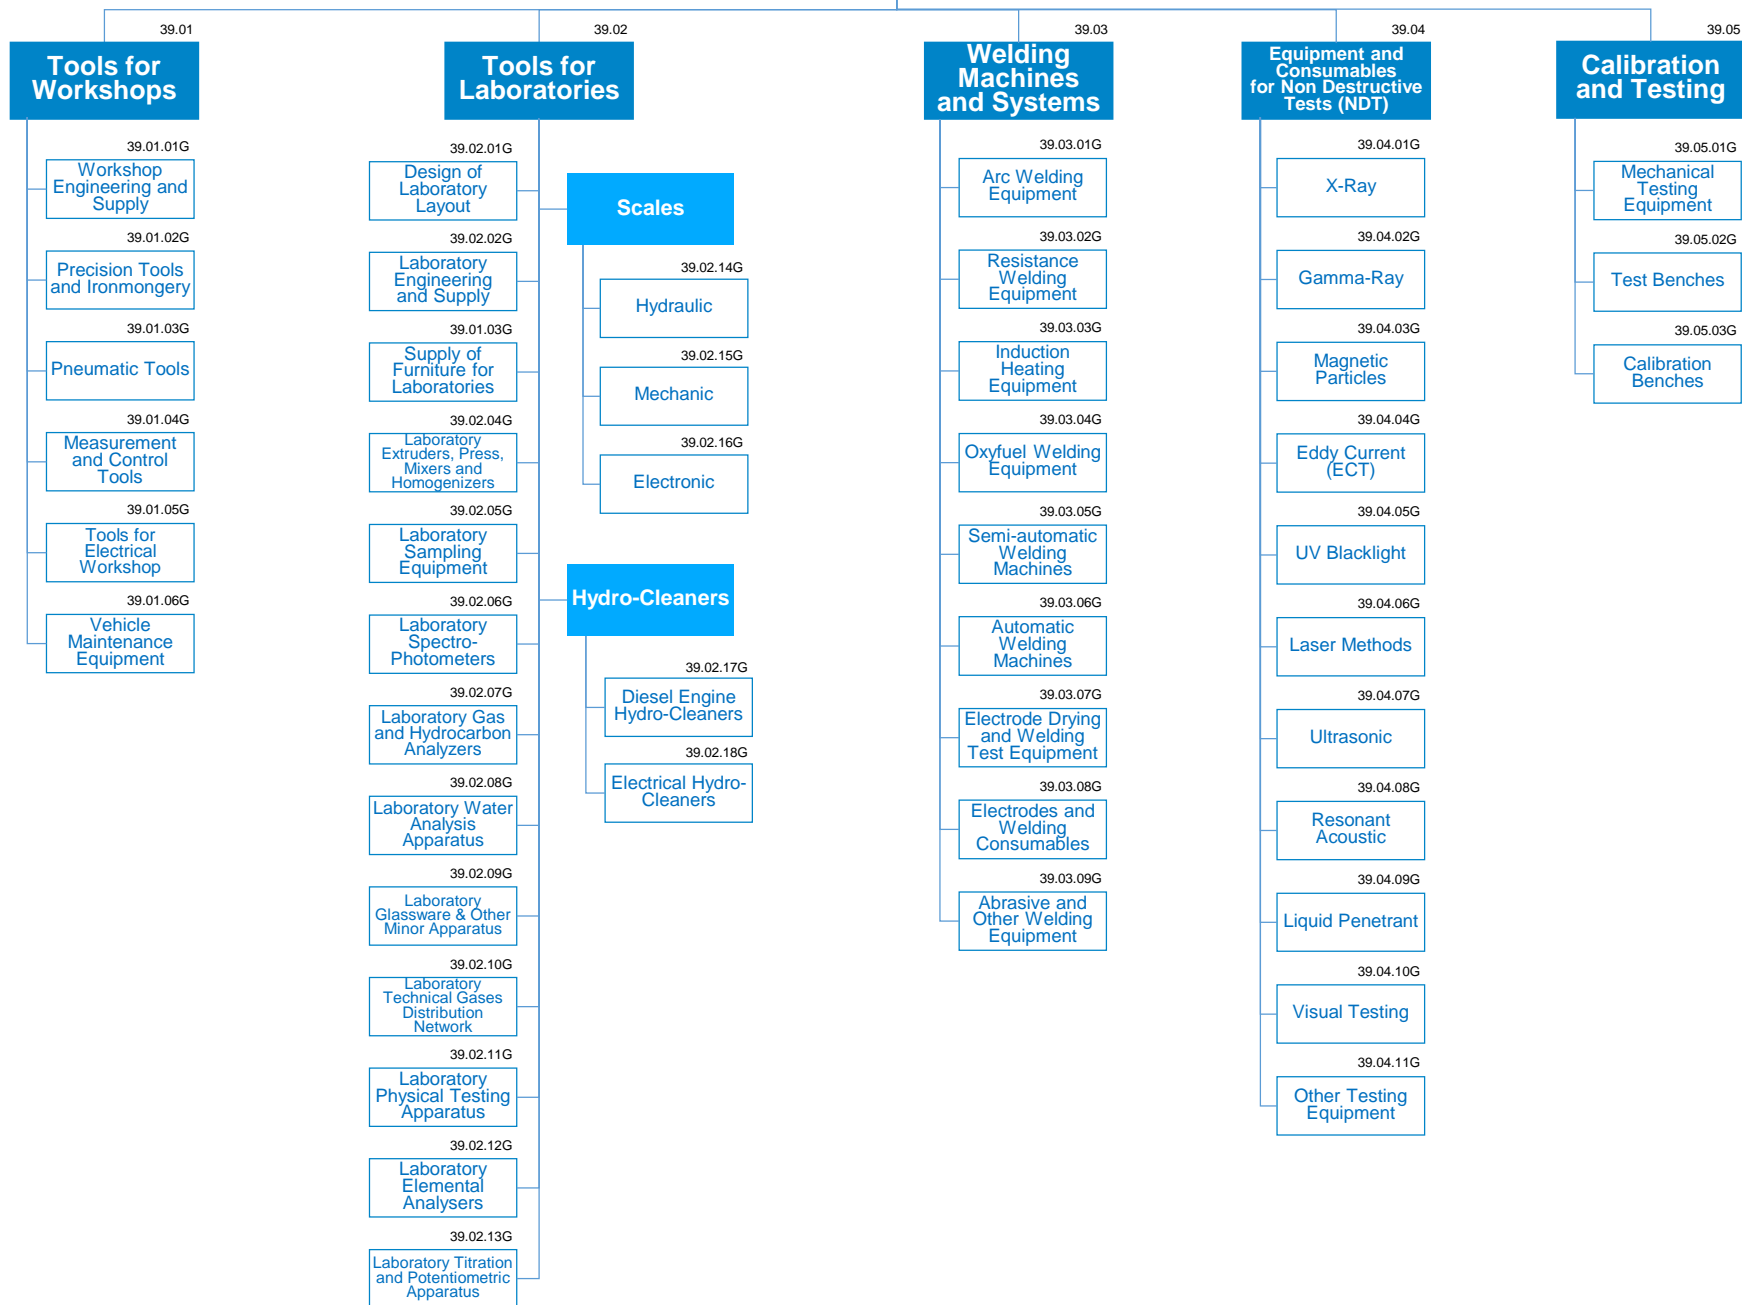 39.01
Tools for
Workshops
39.01.01G
Workshop
Engineering and
Supply
39.01.02G
Precision Tools
and Ironmongery
39.01.03G
Pneumatic Tools
39.01.04G
Measurement
and Control
Tools
39.01.05G
Tools for
Electrical
Workshop
39.01.06G
Vehicle
Maintenance
Equipment
39.02
Tools for
Laboratories
39.02.01G
Design of
Laboratory
Layout
39.02.02G
Laboratory
Engineering
and Supply
39.01.03G
Supply of
Furniture for
Laboratories
39.02.04G
Laboratory
Extruders, Press,
Mixers and
Homogenizers
39.02.05G
Laboratory
Sampling
Equipment
39.02.06G
Laboratory
Spectro-
Photometers
39.02.07G
Laboratory Gas
and Hydrocarbon
Analyzers
39.02.08G
Laboratory Water
Analysis
Apparatus
39.02.09G
Laboratory
Glassware & Other
Minor Apparatus
39.02.10G
Laboratory
Technical Gases
Distribution
Network
39.02.11G
Laboratory
Physical Testing
Apparatus
39.02.12G
Laboratory
Elemental
Analysers
39.02.13G
Laboratory Titration
and Potentiometric
Apparatus
Scales
39.02.14G
Hydraulic
39.02.15G
Mechanic
39.02.16G
Electronic
Hydro-Cleaners
39.02.17G
Diesel Engine
Hydro-Cleaners
39.02.18G
Electrical Hydro-
Cleaners
39.03
Welding
Machines
and Systems
39.03.01G
Arc Welding
Equipment
39.03.02G
Resistance
Welding
Equipment
39.03.03G
Induction
Heating
Equipment
39.03.04G
Oxyfuel Welding
Equipment
39.03.05G
Semi-automatic
Welding
Machines
39.03.06G
Automatic
Welding
Machines
39.03.07G
Electrode Drying
and Welding
Test Equipment
39.03.08G
Electrodes and
Welding
Consumables
39.03.09G
Abrasive and
Other Welding
Equipment
39.04
Equipment and
Consumables
for Non Destructive
Tests (NDT)
39.04.01G
X-Ray
39.04.02G
Gamma-Ray
39.04.03G
Magnetic
Particles
39.04.04G
Eddy Current
(ECT)
39.04.05G
UV Blacklight
39.04.06G
Laser Methods
39.04.07G
Ultrasonic
39.04.08G
Resonant
Acoustic
39.04.09G
Liquid Penetrant
39.04.10G
Visual Testing
39.04.11G
Other Testing
Equipment
39.05
Calibration
and Testing
39.05.01G
Mechanical
Testing
Equipment
39.05.02G
Test Benches
39.05.03G
Calibration
Benches